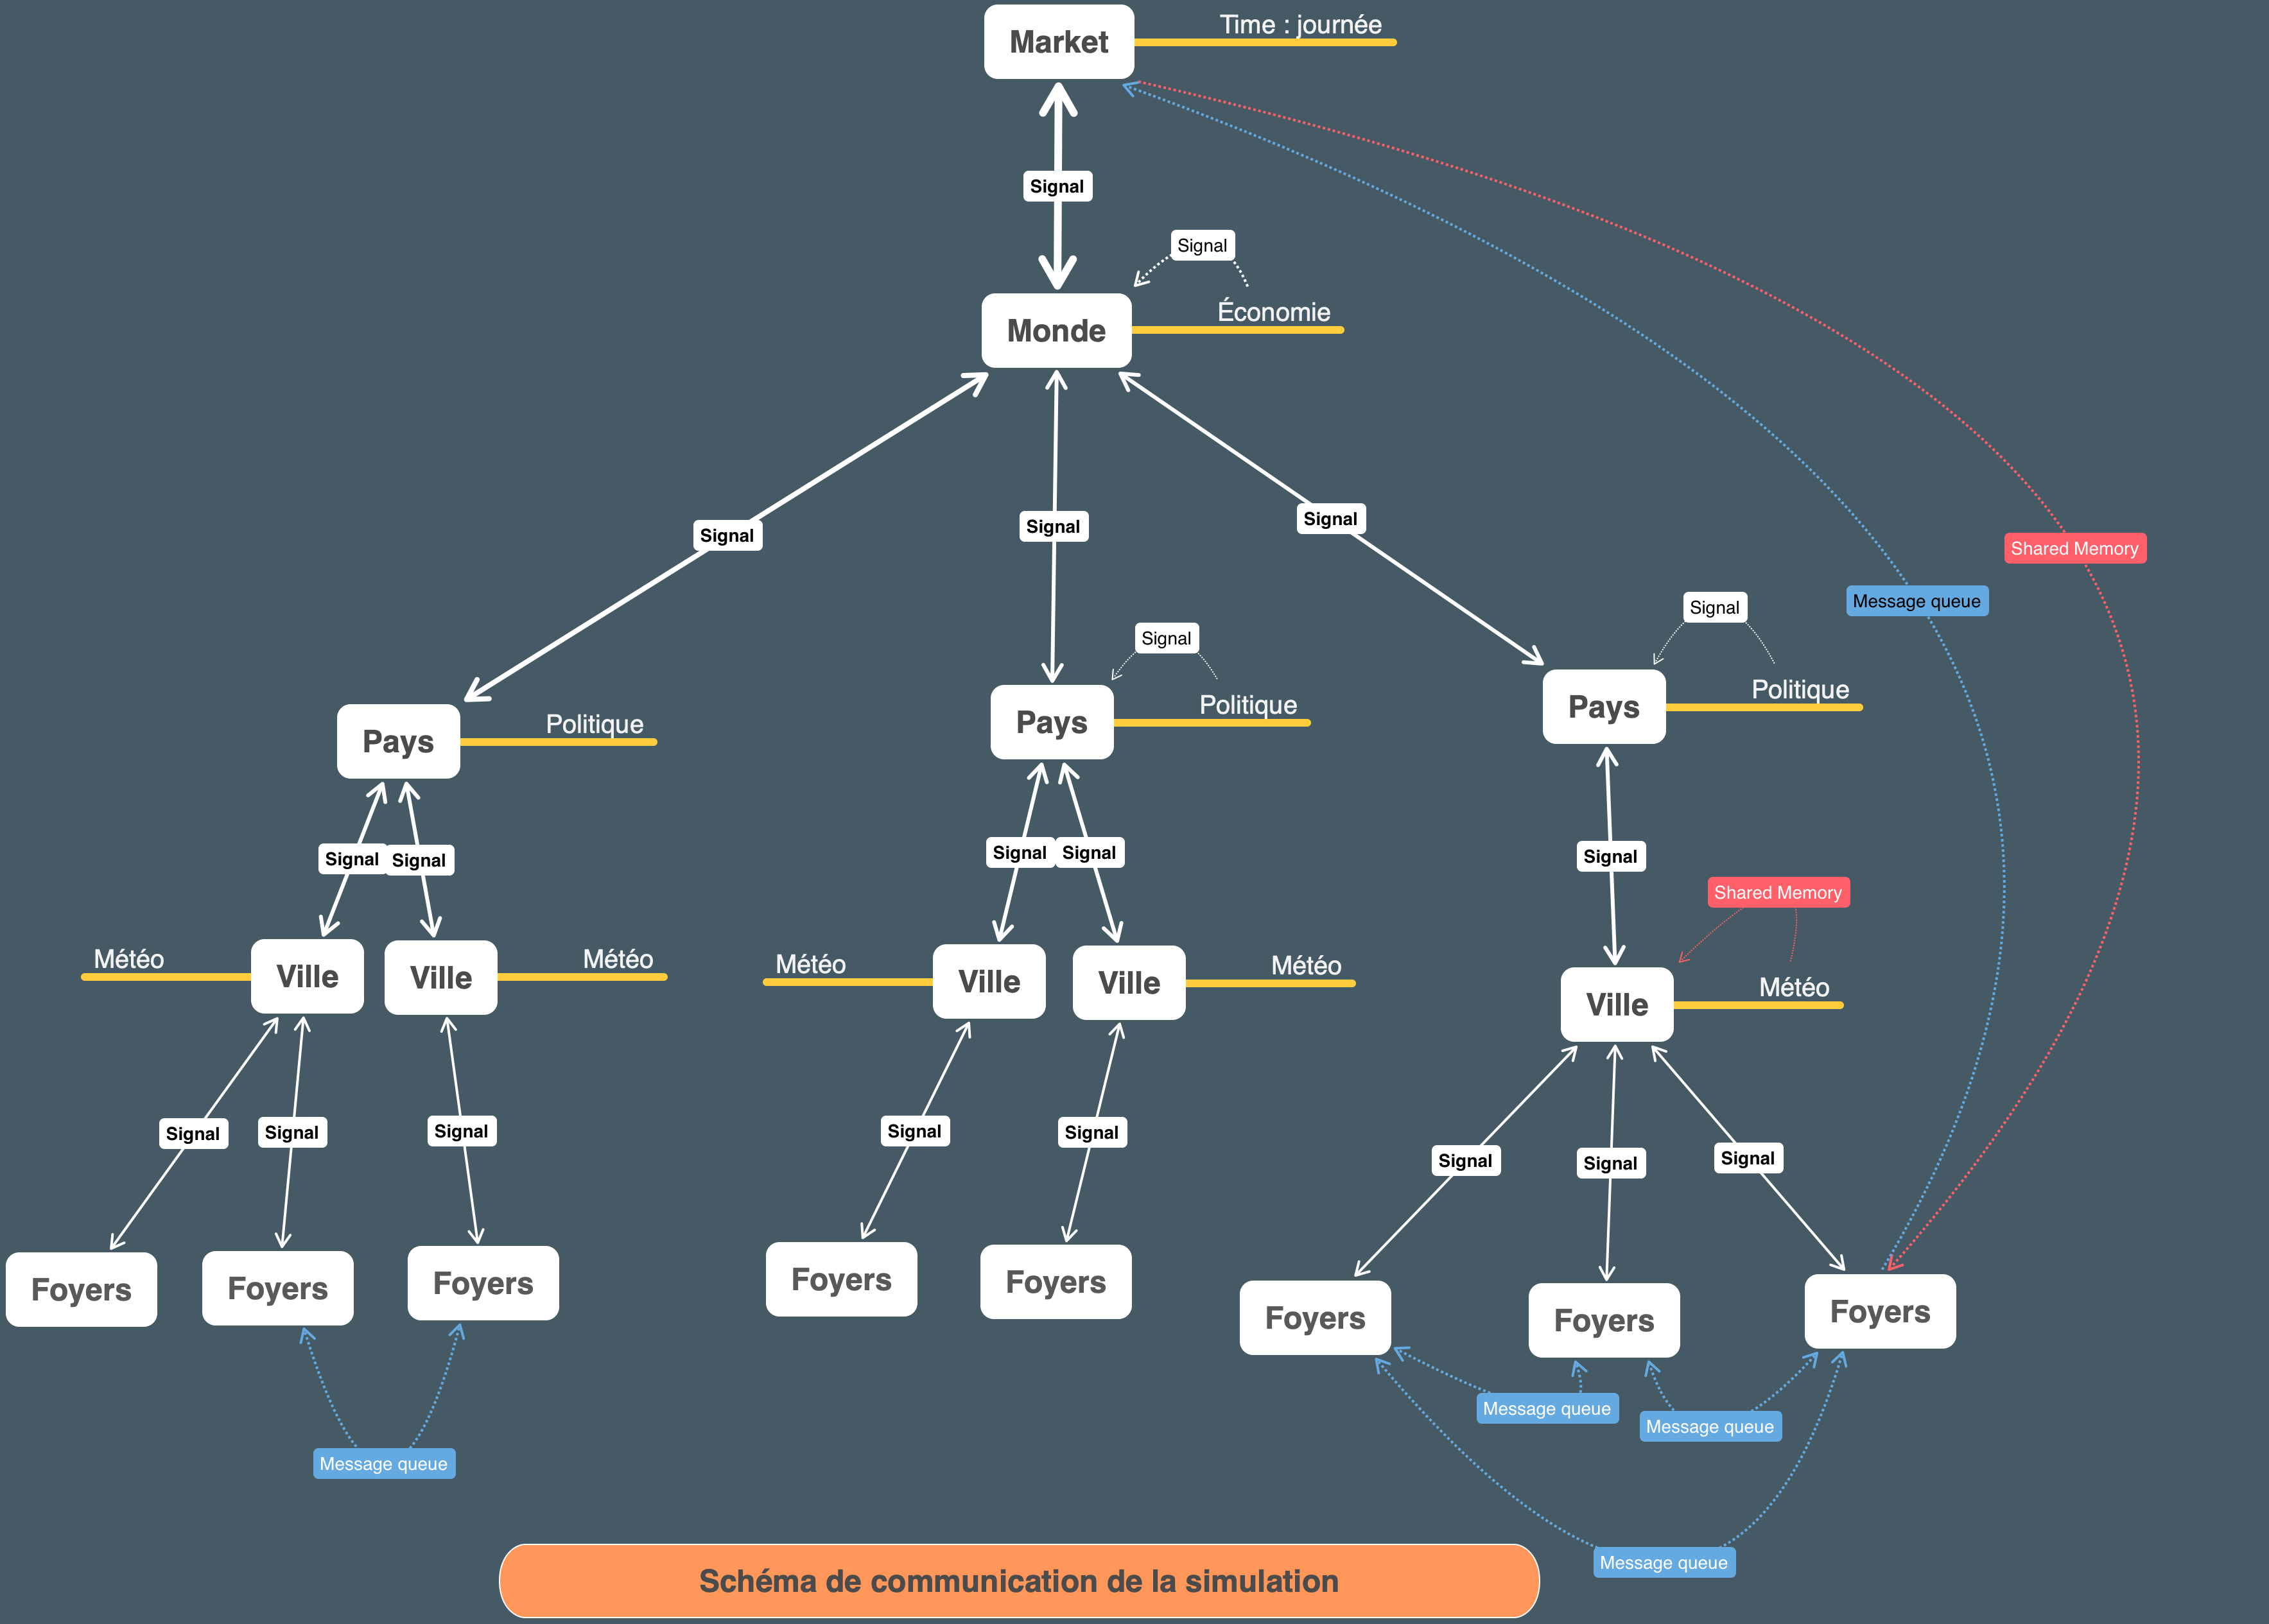 Market
Time : journée
Signal
Signal
Monde
Économie
Signal
Signal
Signal
Shared Memory
Message queue
Signal
Signal
Pays
Politique
Pays
Politique
Pays
Politique
Signal
Signal
Signal
Signal
Signal
Shared Memory
Météo
Ville
Ville
Météo
Météo
Ville
Ville
Météo
Ville
Météo
Signal
Signal
Signal
Signal
Signal
Signal
Signal
Signal
Foyers
Foyers
Foyers
Foyers
Foyers
Foyers
Foyers
Foyers
Message queue
Message queue
Message queue
Message queue
Schéma de communication de la simulation